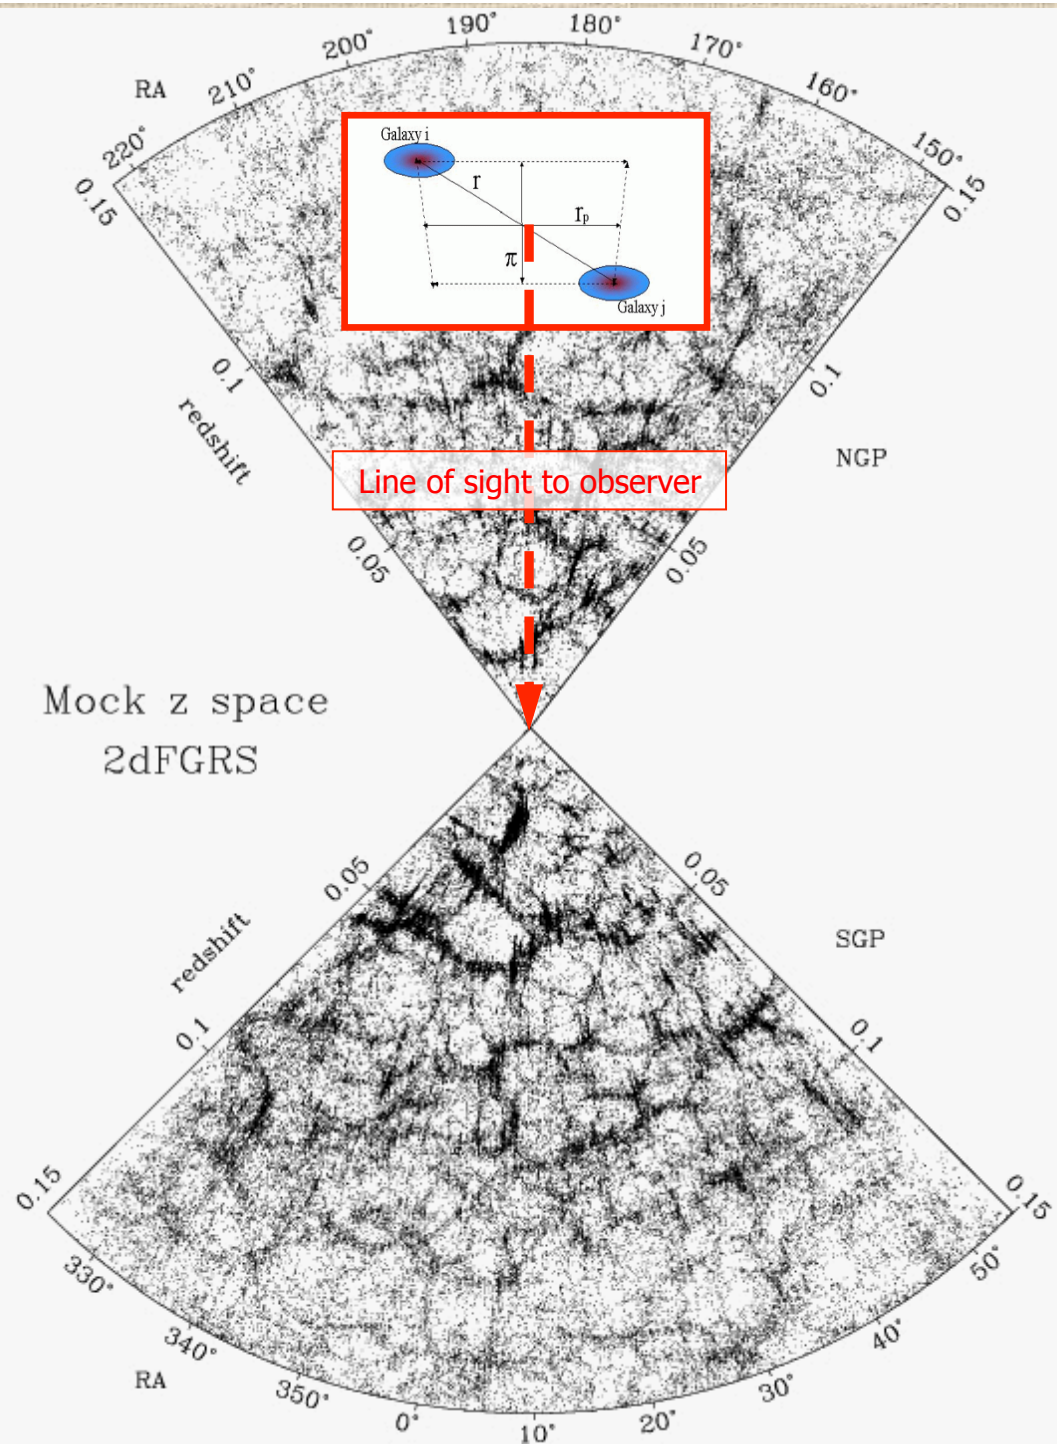 190°
180°
200°
170°
RA
210°
160°
220°
150°
0.15
0.15
Galaxy i
r
rₚ
π
Galaxy j
0.1
0.1
redshift
NGP
Line of sight to observer
0.05
0.05
Mock z space
2dFGRS
0.05
0.05
redshift
SGP
0.1
0.1
0.15
0.15
330°
50°
340°
40°
RA
350°
30°
0°
20°
10°